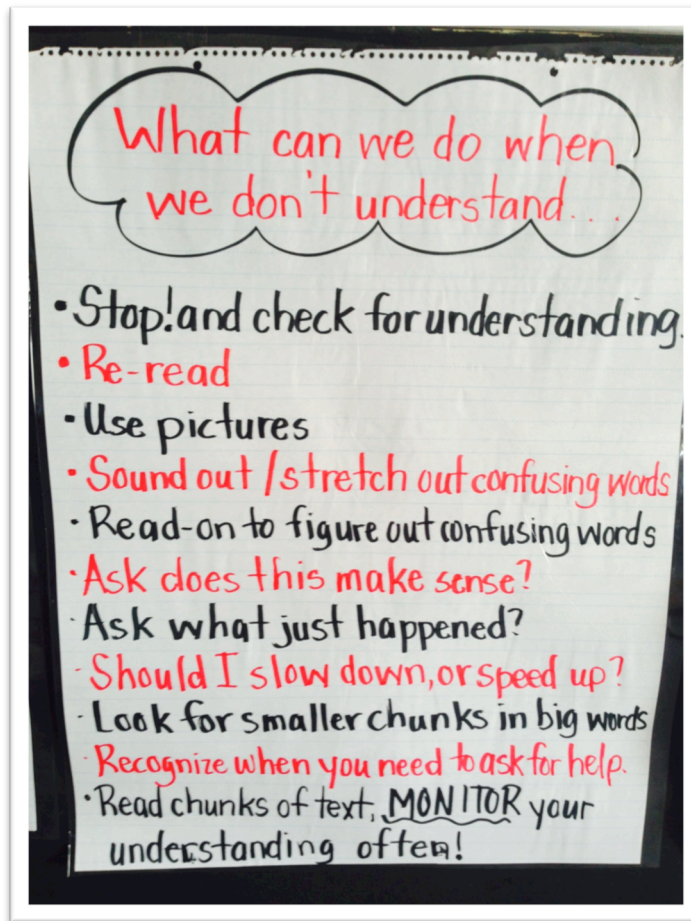 What can we do when
we don't understand...
• Stop! and check for understanding.
• Re-read
• Use pictures
• Sound out / stretch out confusing words
• Read-on to figure out confusing words
• Ask does this make sense?
• Ask what just happened?
- Should I slow down, or speed up?
• Look for smaller chunks in big words
• Recognize when you need to ask for help.
• Read chunks of text, MONITOR your
understanding often!